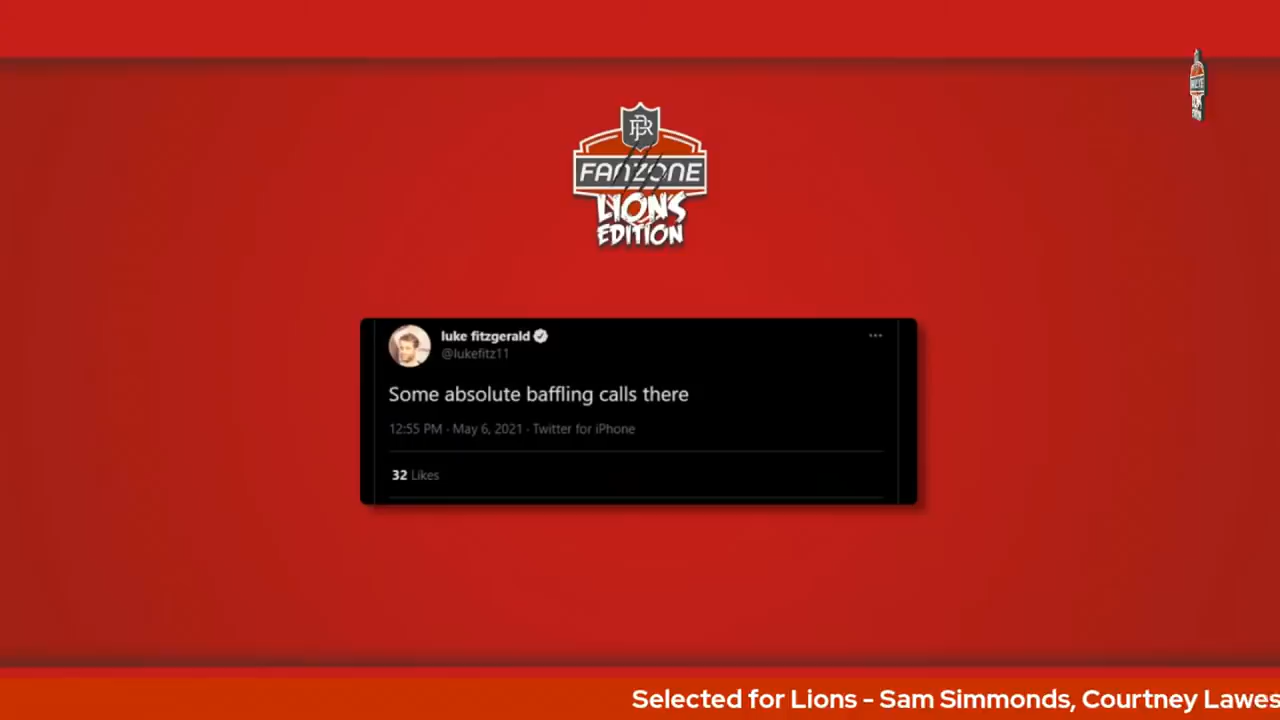 PR
FANZONE
LIONS
EDITION
luke fitzgerald
@lukefitz11
Some absolute baffling calls there
12:55 PM · May 6, 2021 · Twitter for iPhone
32 Likes
Selected for Lions - Sam Simmonds, Courtney Lawes